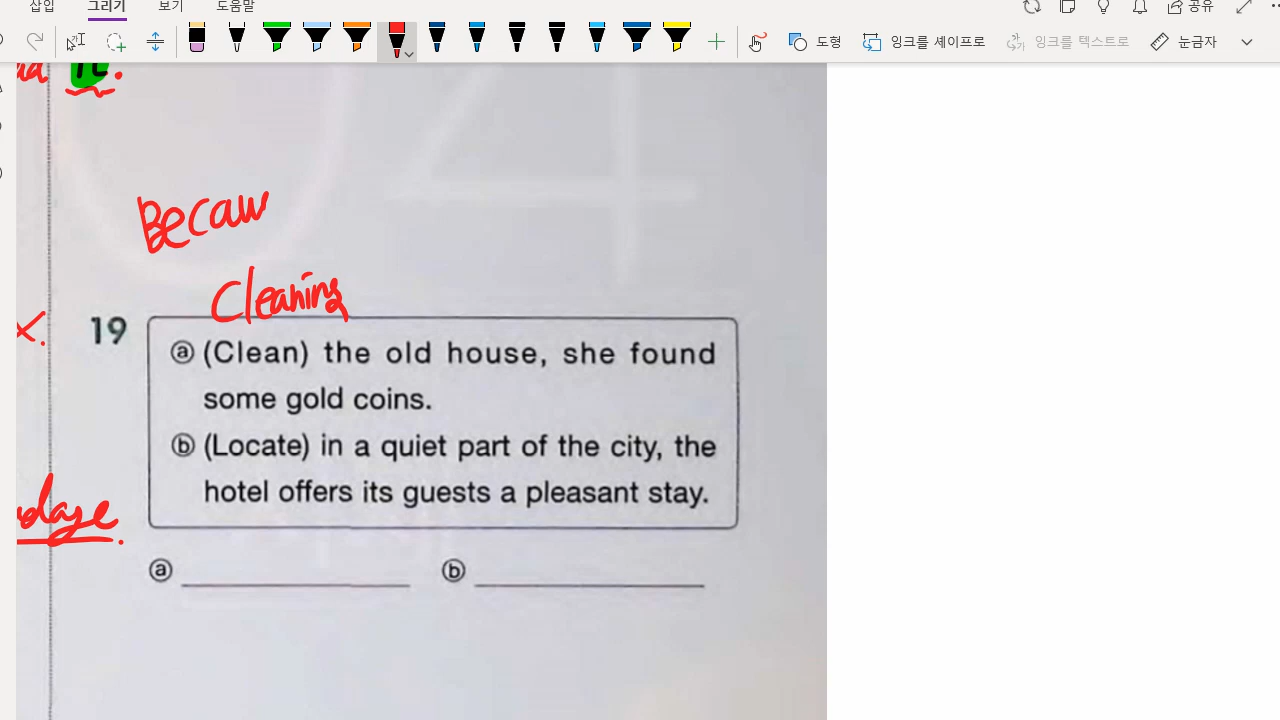 삽입 그리기 보기 도움말
공유
도형 잉크를 셰이프로 잉크를 텍스트로 눈금자
Becau
Cleaning
19
ⓐ (Clean) the old house, she found
some gold coins.
ⓑ (Locate) in a quiet part of the city, the
hotel offers its guests a pleasant stay.
ⓐ ⓑ